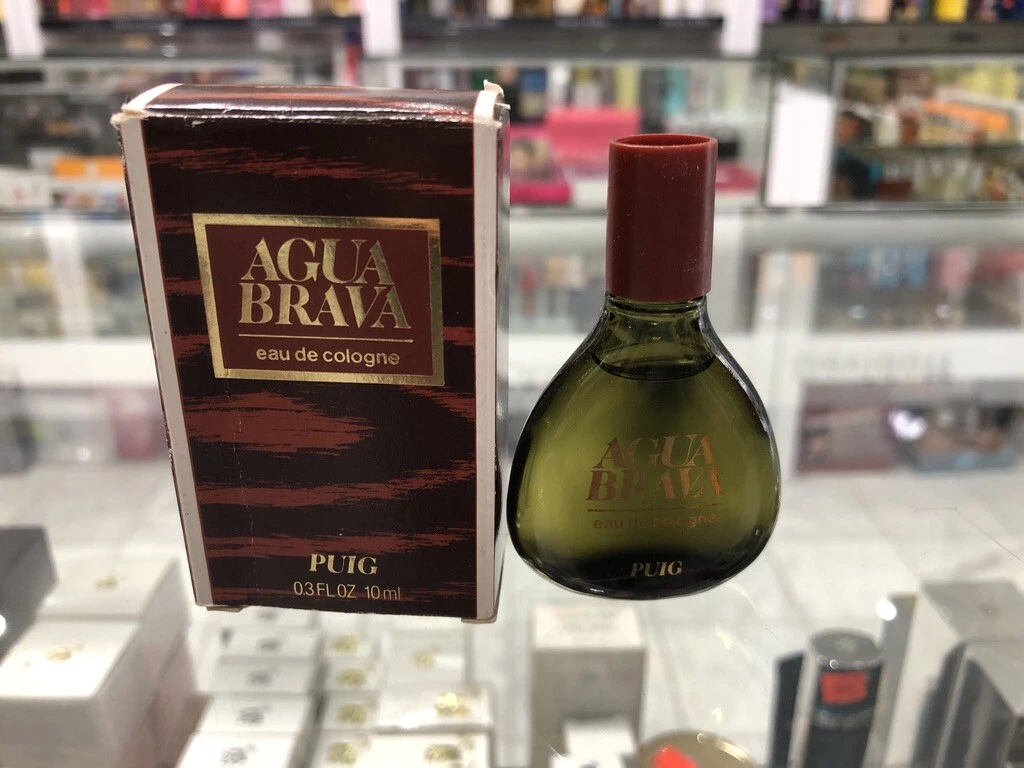 AGUA
BRAVA
eau de cologne
PUIG
0.3 FL OZ 10 ml
AGUA
BRAVA
eau de cologne
PUIG